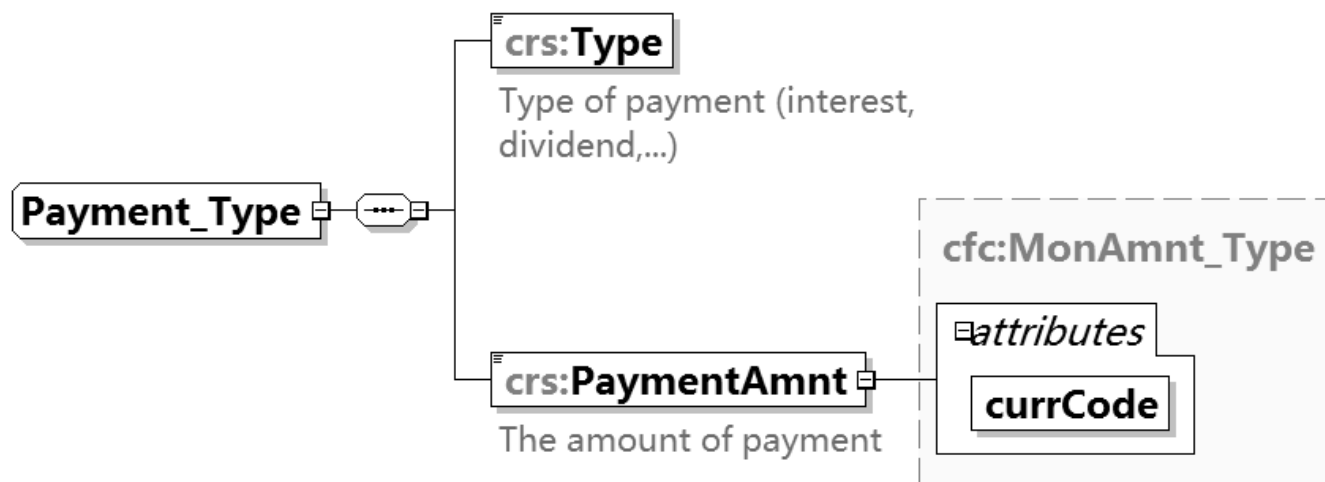 crs:Type
Type of payment (interest,
dividend,...)
Payment_Type
cfc:MonAmnt_Type
attributes
crs:PaymentAmnt
currCode
The amount of payment